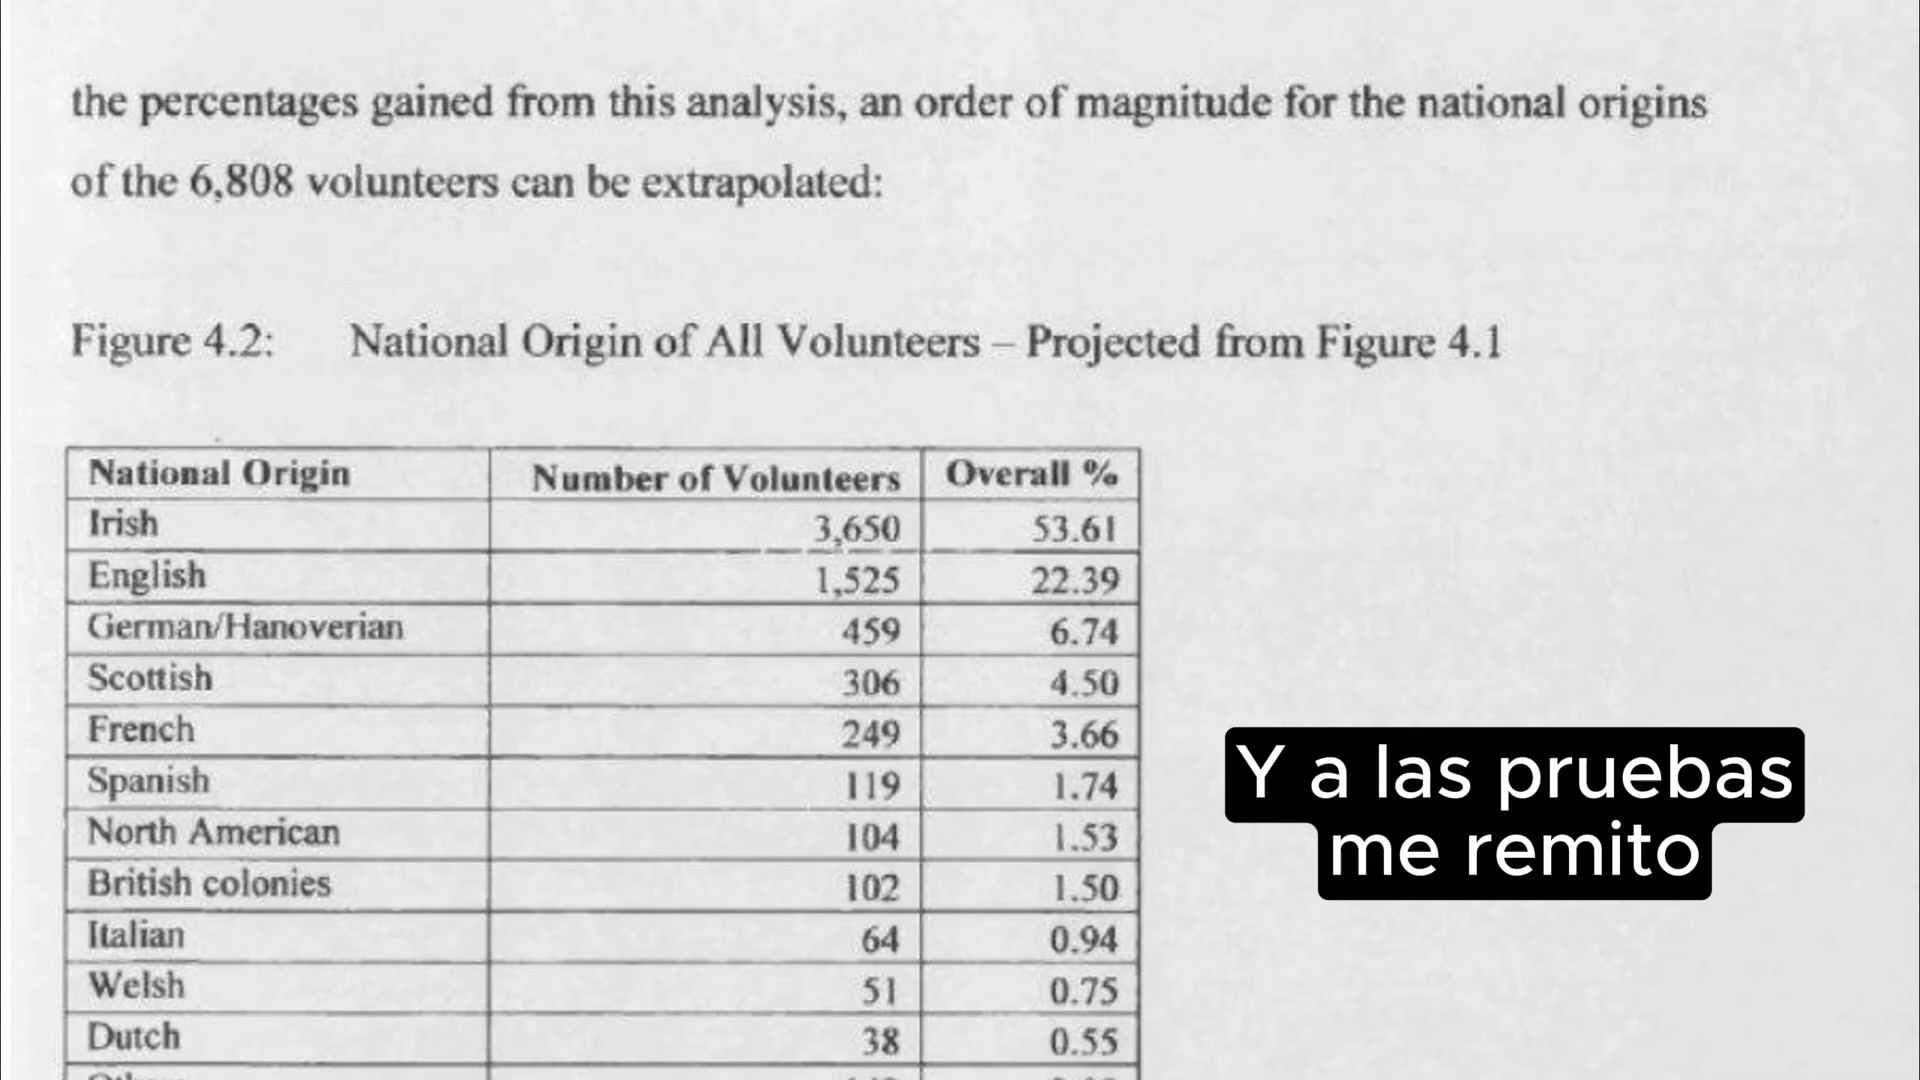 the percentages gained from this analysis, an order of magnitude for the national origins
of the 6,808 volunteers can be extrapolated:
Figure 4.2: National Origin of All Volunteers – Projected from Figure 4.1
National Origin Number of Volunteers Overall %
Irish 3,650 53.61
English 1,525 22.39
German/Hanoverian 459 6.74
Scottish 306 4.50
French 249 3.66
Spanish 119 1.74
North American 104 1.53
British colonies 102 1.50
Italian 64 0.94
Welsh 51 0.75
Dutch 38 0.55
Y a las pruebas
me remito